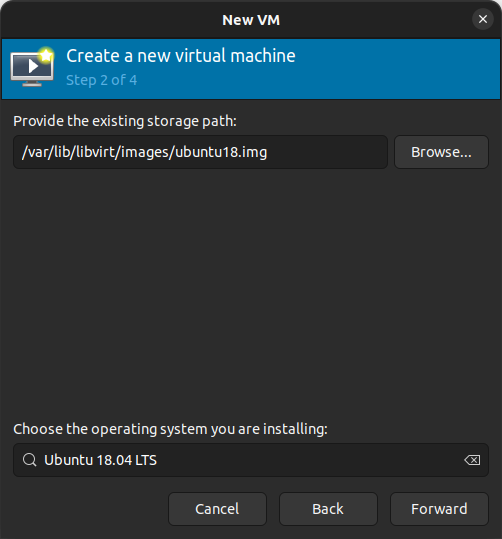 New VM
Create a new virtual machine
Step 2 of 4
Provide the existing storage path:
/var/lib/libvirt/images/ubuntu18.img Browse...
Choose the operating system you are installing:
Ubuntu 18.04 LTS
Cancel Back Forward